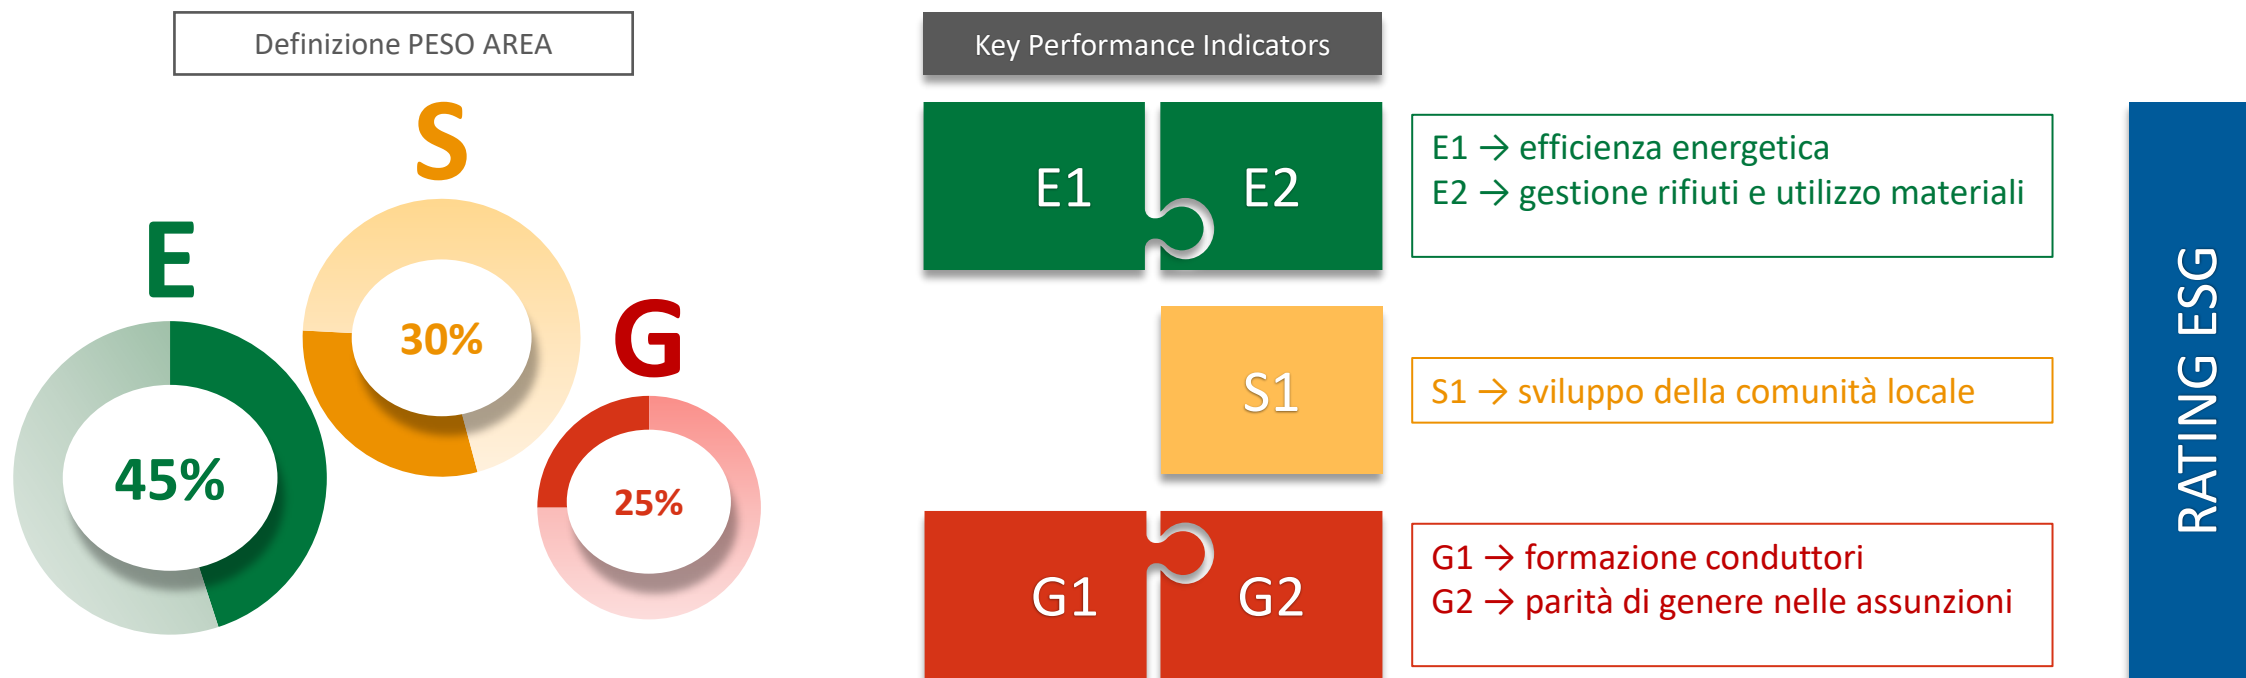 Definizione PESO AREA
S
E
G
30%
45%
25%
Key Performance Indicators
E1
E2
E1 → efficienza energetica
E2 → gestione rifiuti e utilizzo materiali
S1
S1 → sviluppo della comunità locale
G1
G2
G1 → formazione conduttori
G2 → parità di genere nelle assunzioni
RATING ESG